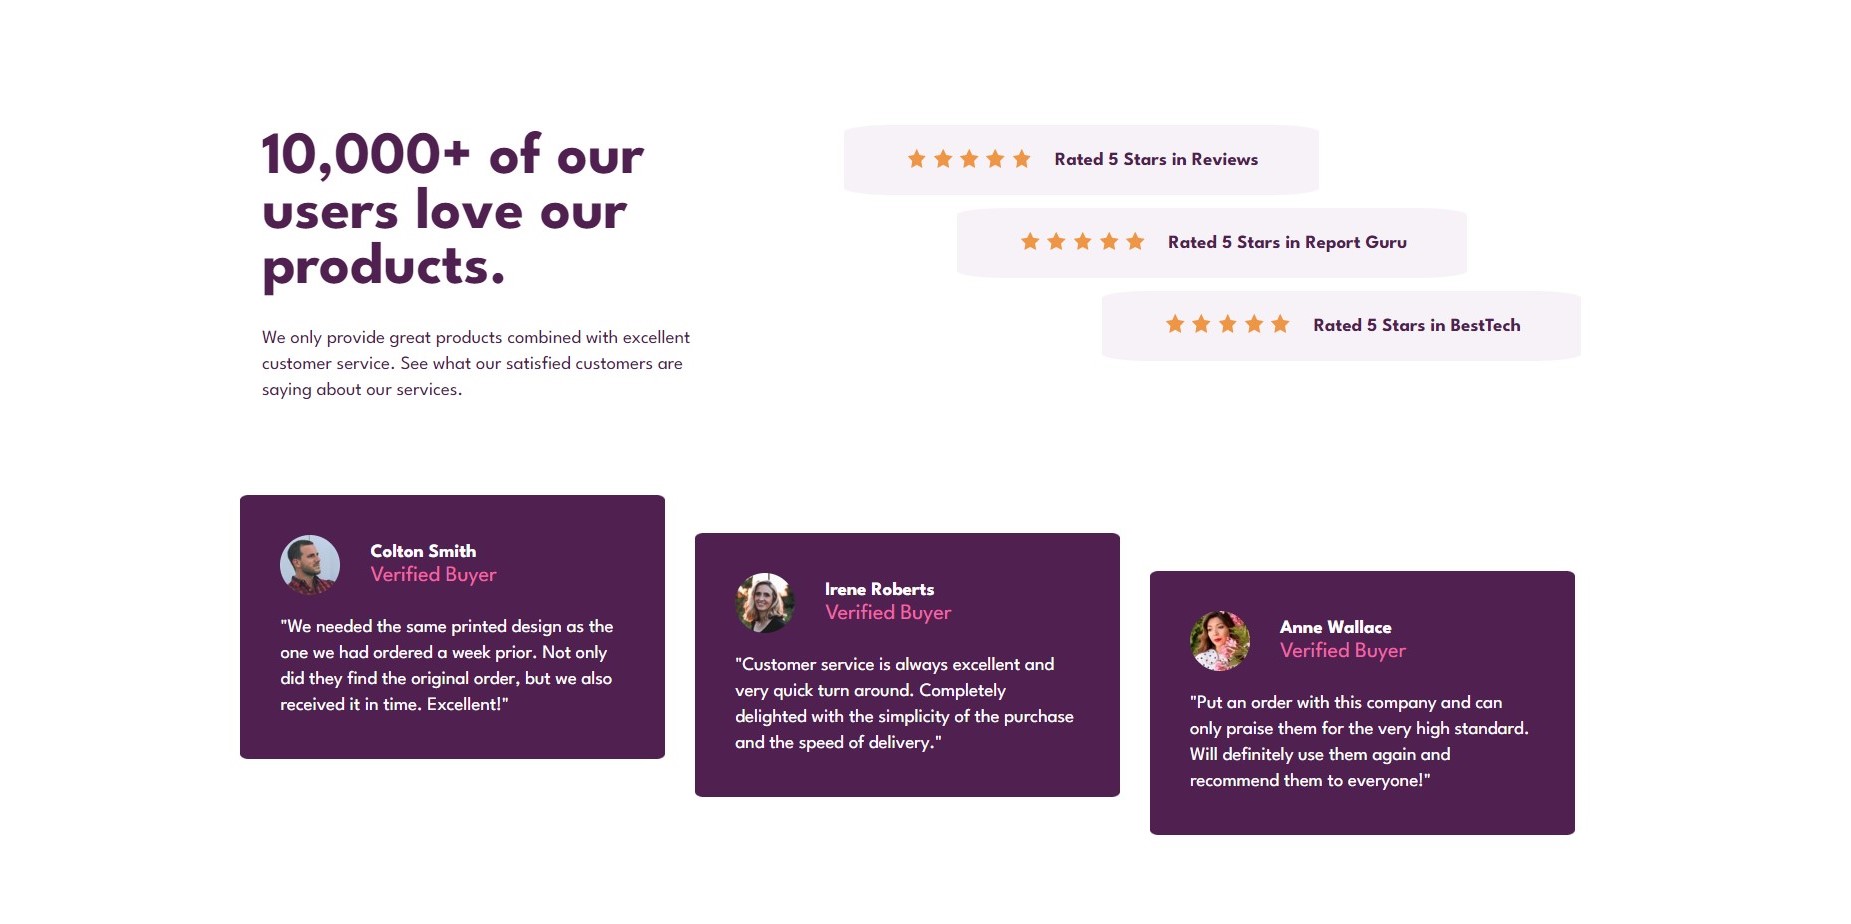 10,000+ of our
users love our
products.
We only provide great products combined with excellent
customer service. See what our satisfied customers are
saying about our services.
Rated 5 Stars in Reviews
Rated 5 Stars in Report Guru
Rated 5 Stars in BestTech
Colton Smith
Verified Buyer
"We needed the same printed design as the
one we had ordered a week prior. Not only
did they find the original order, but we also
received it in time. Excellent!"
Irene Roberts
Verified Buyer
"Customer service is always excellent and
very quick turn around. Completely
delighted with the simplicity of the purchase
and the speed of delivery."
Anne Wallace
Verified Buyer
"Put an order with this company and can
only praise them for the very high standard.
Will definitely use them again and
recommend them to everyone!"